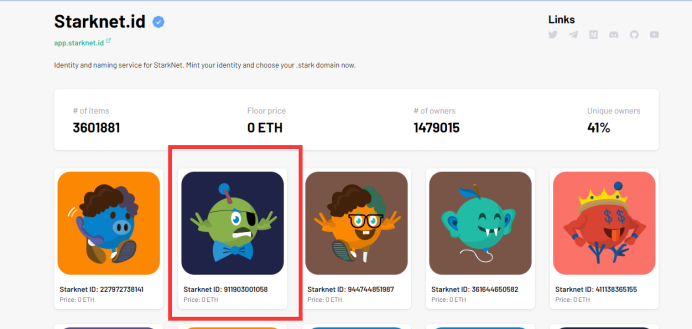 Starknet.id
Links
app.starknet.id
Identity and naming service for StarkNet. Mint your identity and choose your .stark domain now.
# of items
Floor price
# of owners
Unique owners
3601881
0 ETH
1479015
41%
Starknet ID: 227972738141
Price: 0 ETH
Starknet ID: 911903001058
Price: 0 ETH
Starknet ID: 944744851987
Price: 0 ETH
Starknet ID: 361644650582
Price: 0 ETH
Starknet ID: 411138365155
Price: 0 ETH